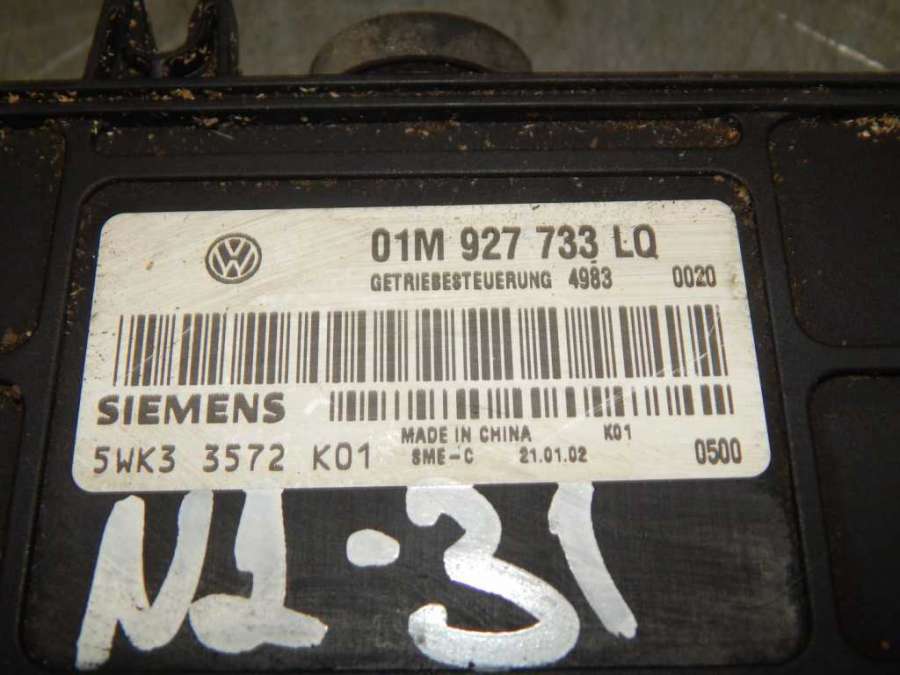 01M 927 733 LQ
GETRIEBESTEUERUNG 4983 0020
SIEMENS
5WK3 3572 K01
MADE IN CHINA K01
SME-C 21.01.02 0500
N1-31